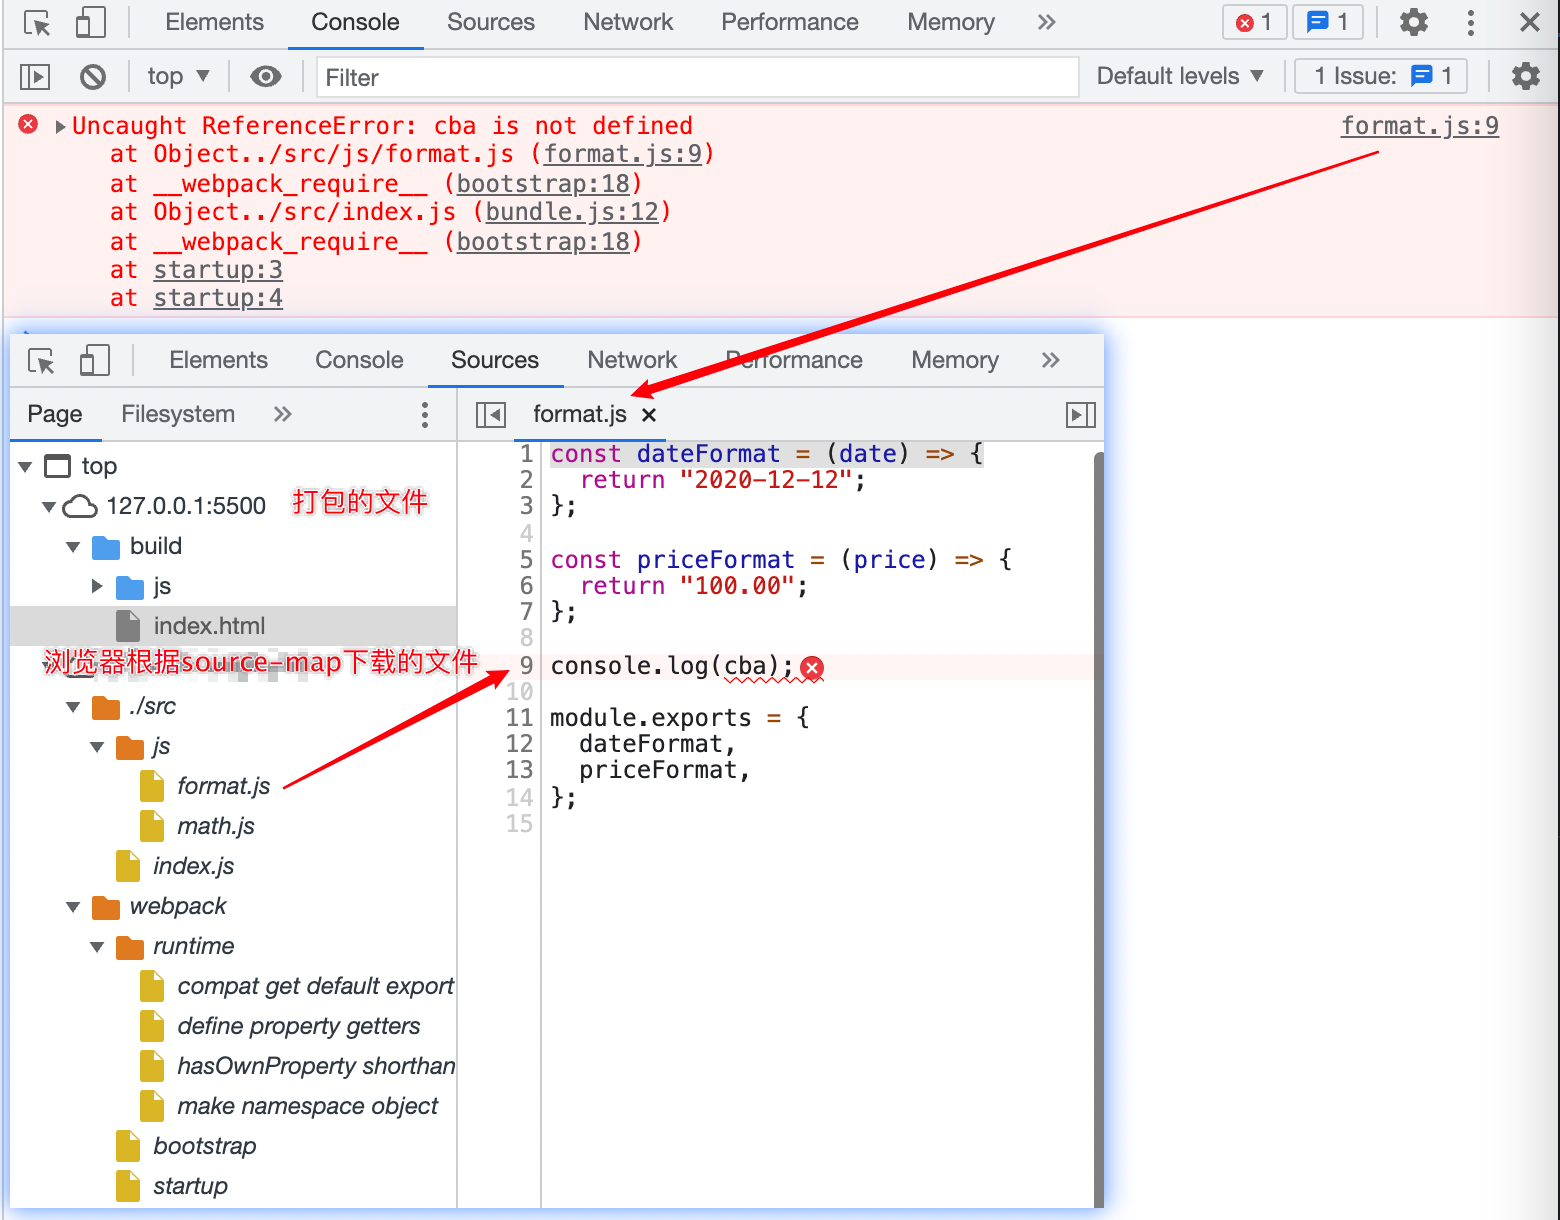 Elements Console Sources Network Performance Memory » 1 1
top Filter Default levels 1 Issue: 1
Uncaught ReferenceError: cba is not defined format.js:9
at Object../src/js/format.js (format.js:9)
at __webpack_require__ (bootstrap:18)
at Object../src/index.js (bundle.js:12)
at __webpack_require__ (bootstrap:18)
at startup:3
at startup:4
Elements Console Sources Network Performance Memory »
Page Filesystem »
top
127.0.0.1:5500 打包的文件
build
js
index.html
浏览器根据source-map下载的文件
./src
js
format.js
math.js
index.js
webpack
runtime
compat get default export
define property getters
hasOwnProperty shorthan
make namespace object
bootstrap
startup
format.js ×
1 const dateFormat = (date) => {
2 return "2020-12-12";
3 };
4
5 const priceFormat = (price) => {
6 return "100.00";
7 };
8
9 console.log(cba);
10
11 module.exports = {
12 dateFormat,
13 priceFormat,
14 };
15